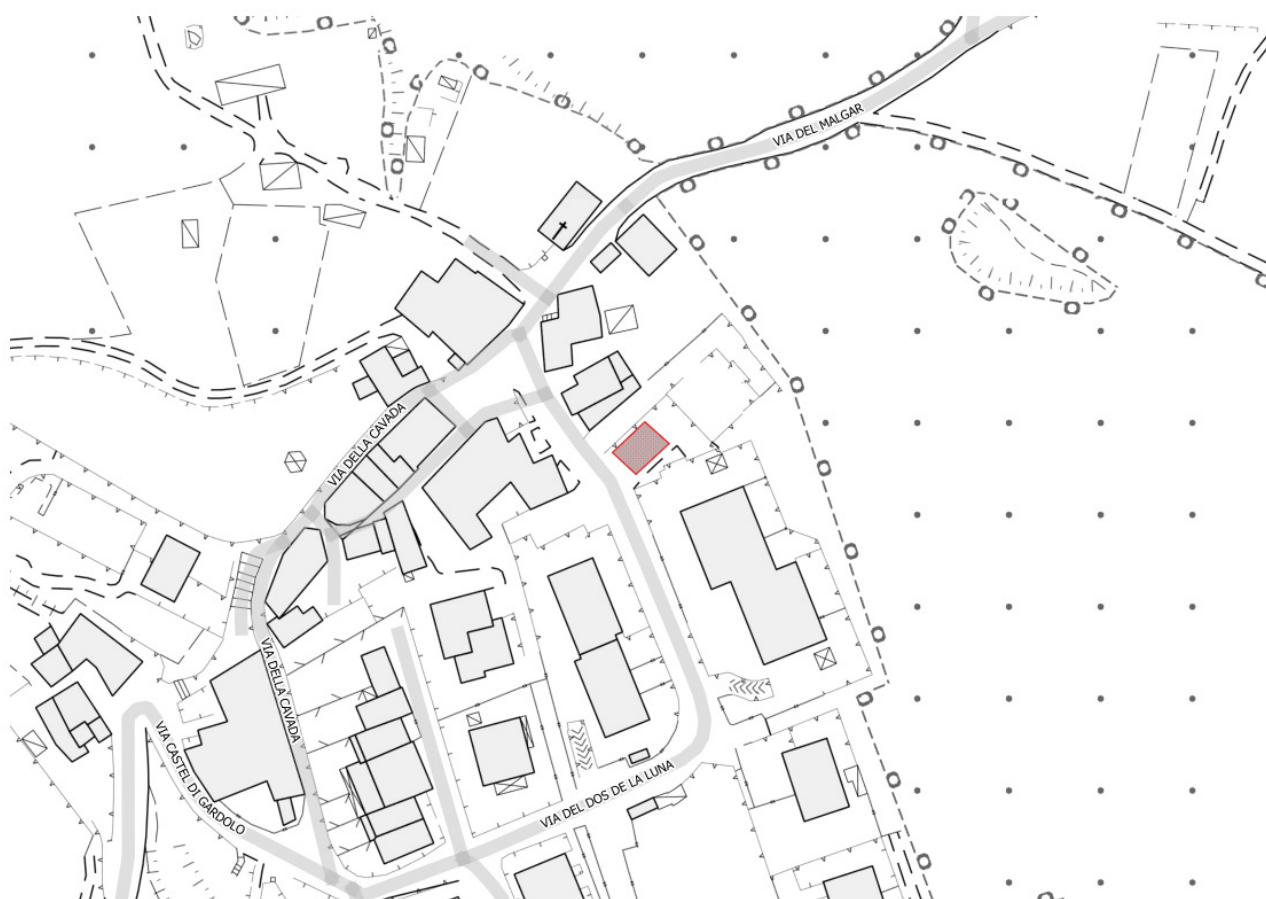 VIA DEL MALGAR
VIA DELLA CAVADA
VIA DELLA CAVADA
VIA CASTEL DI GARDOLO
VIA DEL DOS DE LA LUNA